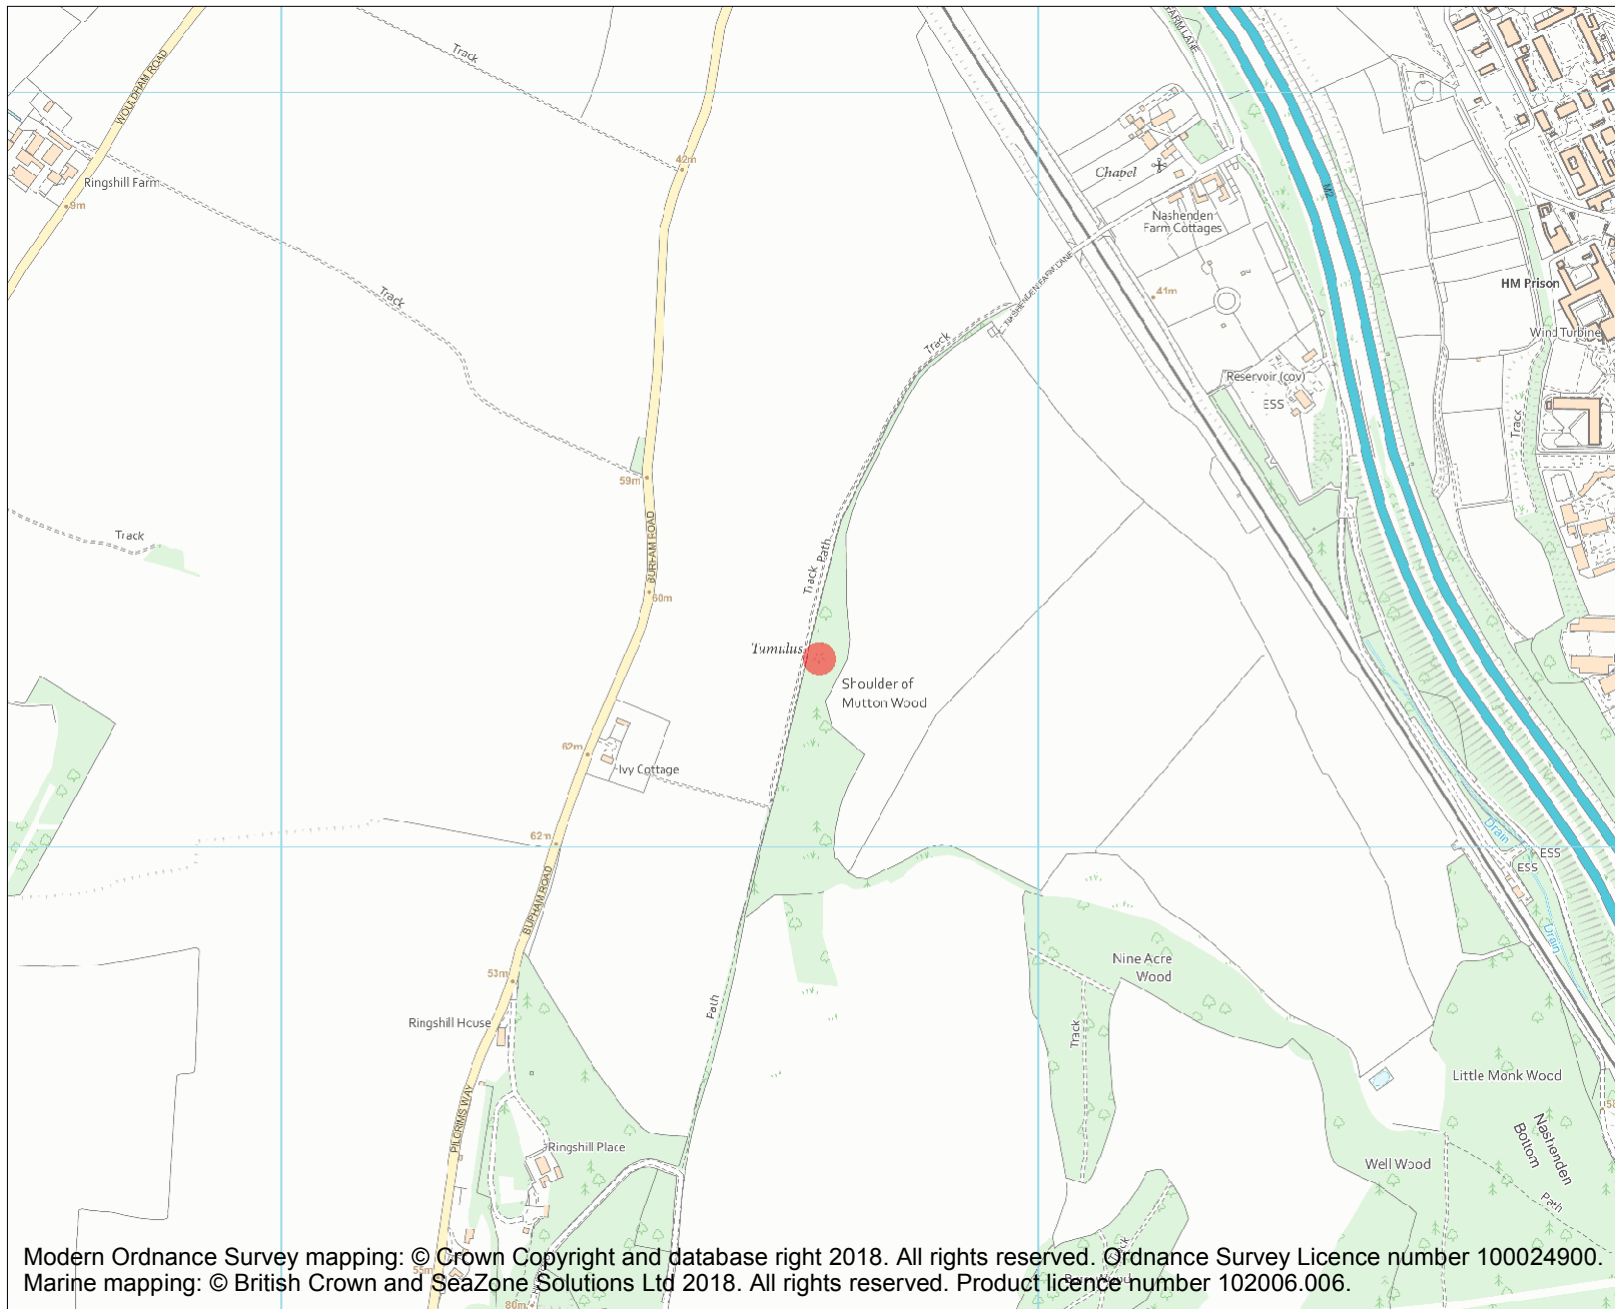 WOULDHAM ROAD
Track
FARM LANE
42m
Chapel
M2
Ringshill Farm
9m
Nashenden
Farm Cottages
NASHENDEN FARM LANE
41m
HM Prison
Wind Turbine
Track
Track
Reservoir (cov)
ESS
Track
59m
BURHAM ROAD
Track
Path
Track
60m
Tumulus
Shoulder of
Mutton Wood
62m
Ivy Cottage
62m
Drain
ESS
ESS
BURHAM ROAD
Drain
53m
Nine Acre
Wood
Path
Ringshill House
Track
Little Monk Wood
PILGRIMS WAY
Nashenden
Bottom
Ringshill Place
Well Wood
Path
Track
Modern Ordnance Survey mapping: © Crown Copyright and database right 2018. All rights reserved. Ordnance Survey Licence number 100024900.
Marine mapping: © British Crown and SeaZone Solutions Ltd 2018. All rights reserved. Product licence number 102006.006.
80m